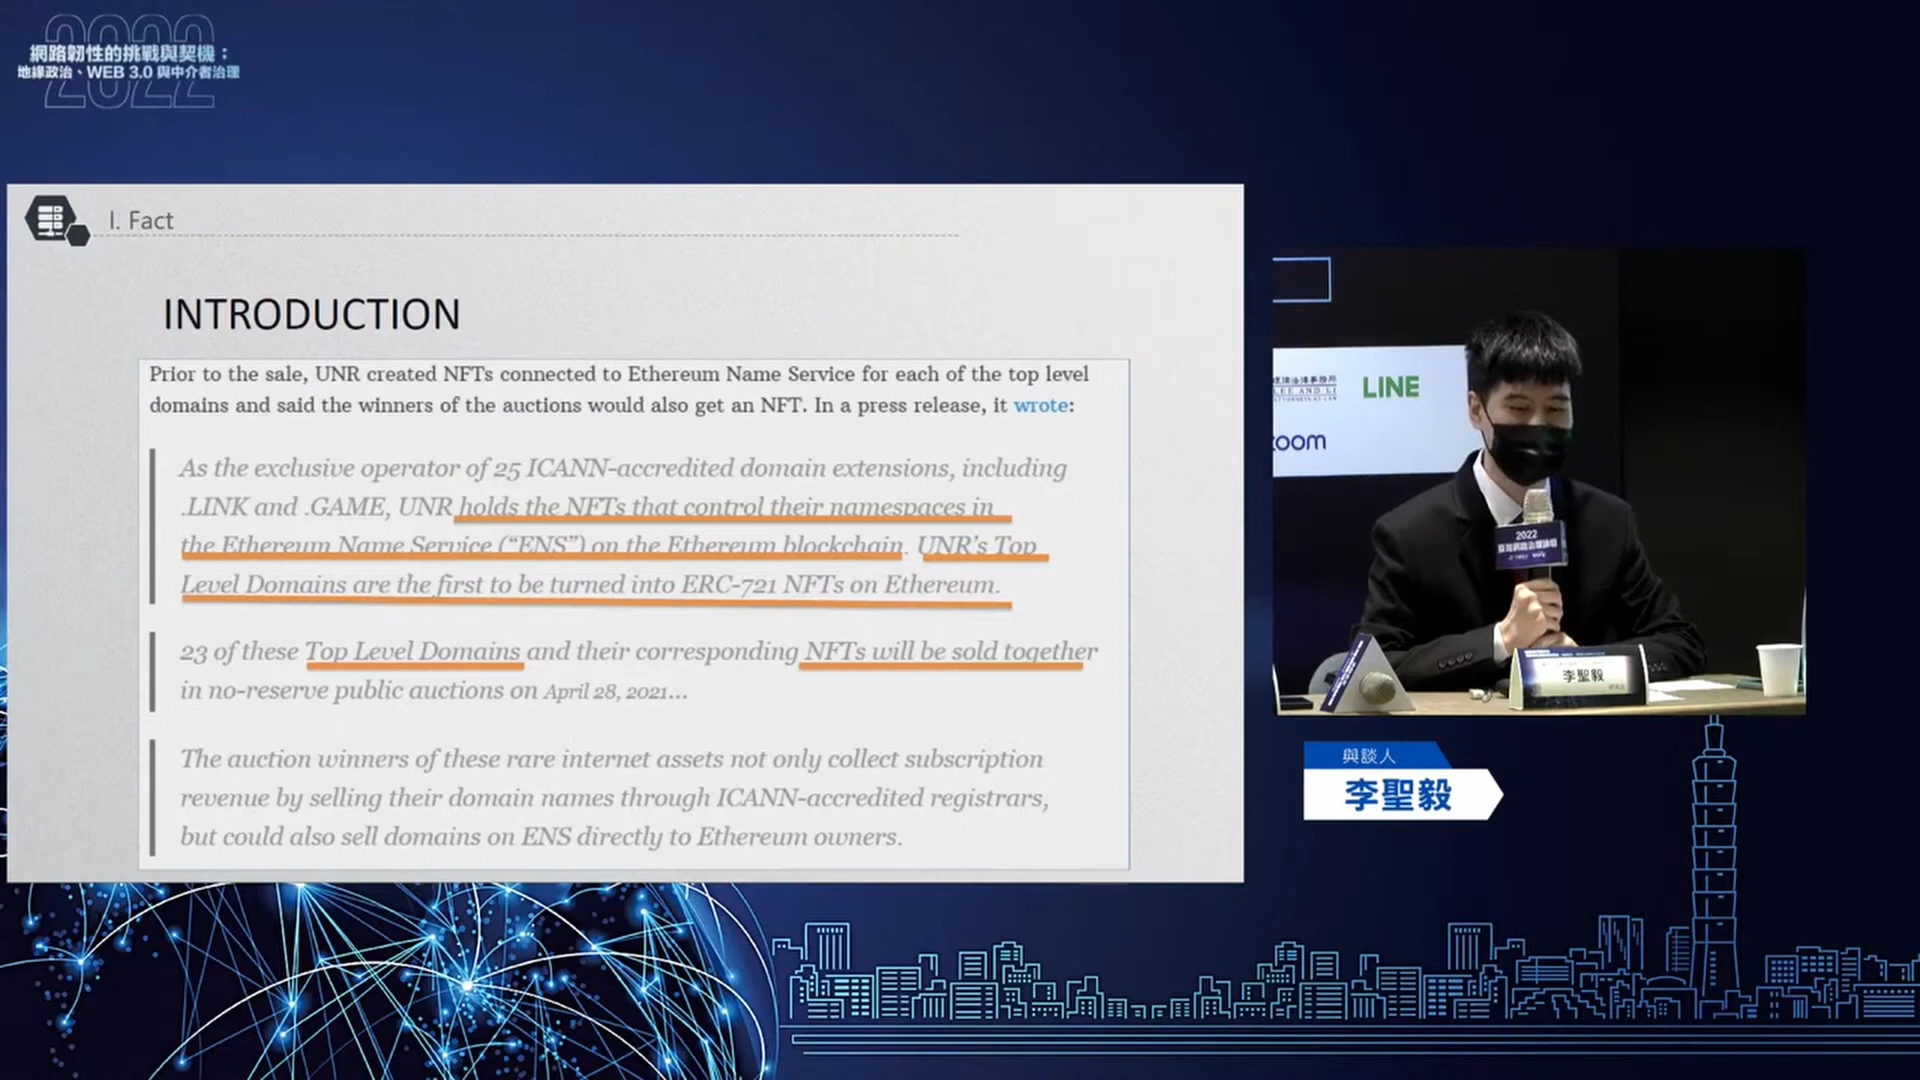 2022
網路韌性的挑戰與契機：
地緣政治、WEB 3.0 與中介者治理
I. Fact
INTRODUCTION
Prior to the sale, UNR created NFTs connected to Ethereum Name Service for each of the top level
domains and said the winners of the auctions would also get an NFT. In a press release, it wrote:
As the exclusive operator of 25 ICANN-accredited domain extensions, including
.LINK and .GAME, UNR holds the NFTs that control their namespaces in
the Ethereum Name Service (“ENS”) on the Ethereum blockchain. UNR’s Top
Level Domains are the first to be turned into ERC-721 NFTs on Ethereum.
23 of these Top Level Domains and their corresponding NFTs will be sold together
in no-reserve public auctions on April 28, 2021...
The auction winners of these rare internet assets not only collect subscription
revenue by selling their domain names through ICANN-accredited registrars,
but could also sell domains on ENS directly to Ethereum owners.
LEE AND LI
LINE
zoom
2022
李聖毅
與談人
李聖毅